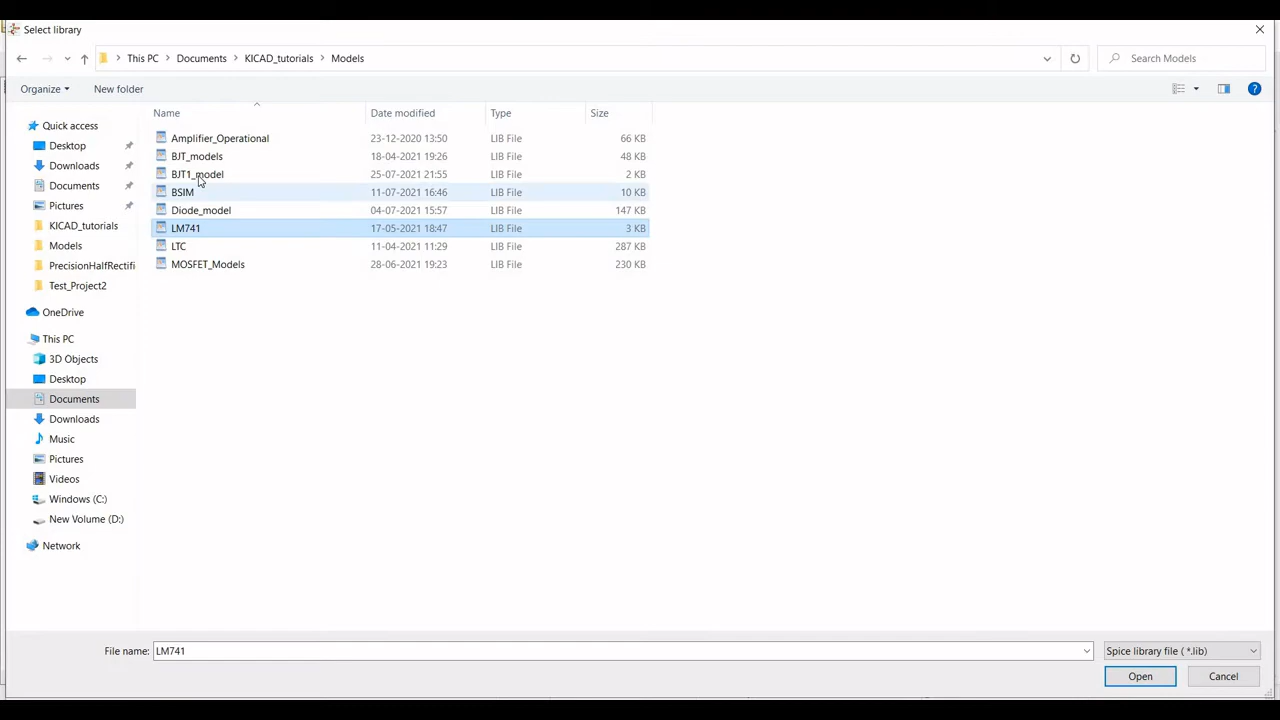 Select library
This PC Documents KICAD_tutorials Models
Search Models
Organize New folder
Name Date modified Type Size
Quick access
Desktop
Downloads
Documents
Pictures
KICAD_tutorials
Models
PrecisionHalfRectifi
Test_Project2
OneDrive
This PC
3D Objects
Desktop
Documents
Downloads
Music
Pictures
Videos
Windows (C:)
New Volume (D:)
Network
Amplifier_Operational 23-12-2020 13:50 LIB File 66 KB
BJT_models 18-04-2021 19:26 LIB File 48 KB
BJT1_model 25-07-2021 21:55 LIB File 2 KB
BSIM 11-07-2021 16:46 LIB File 10 KB
Diode_model 04-07-2021 15:57 LIB File 147 KB
LM741 17-05-2021 18:47 LIB File 3 KB
LTC 11-04-2021 11:29 LIB File 287 KB
MOSFET_Models 28-06-2021 19:23 LIB File 230 KB
File name: LM741 Spice library file ( *.lib)
Open Cancel